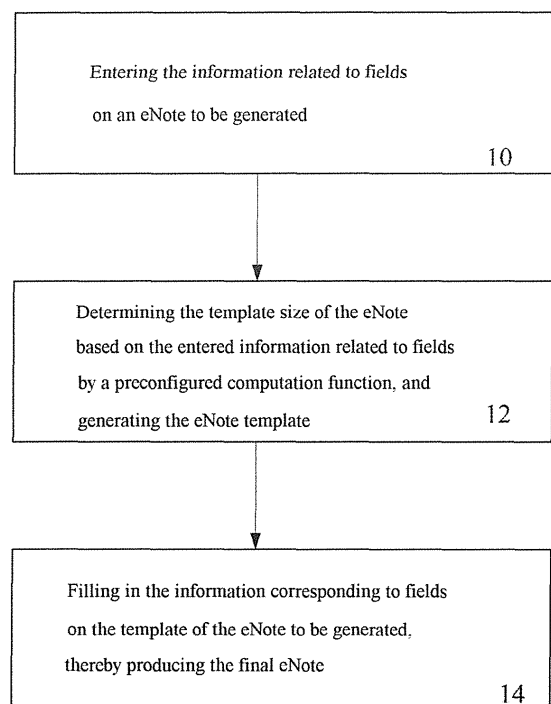 Entering the information related to fields
on an eNote to be generated
10
Determining the template size of the eNote
based on the entered information related to fields
by a preconfigured computation function, and
generating the eNote template
12
Filling in the information corresponding to fields
on the template of the eNote to be generated,
thereby producing the final eNote
14